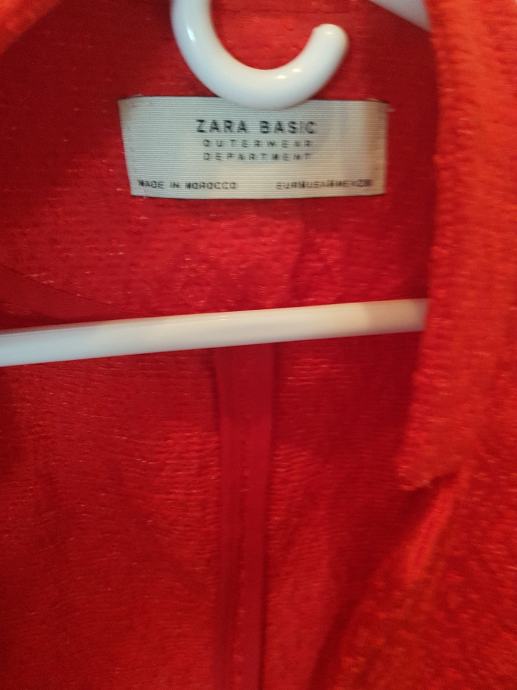 ZARA BASIC
OUTERWEAR
DEPARTMENT
MADE IN MOROCCO